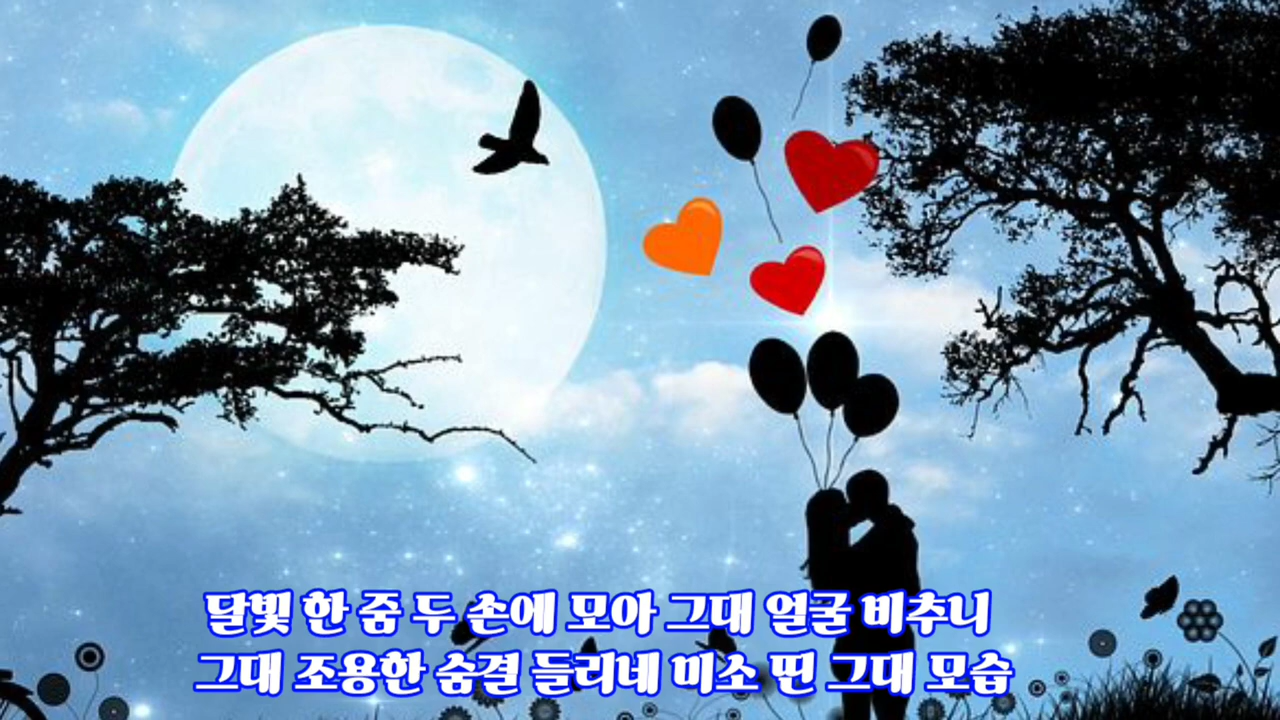 달빛 한 줌 두 손에 모아 그대 얼굴 비추니
그대 조용한 숨결 들리네 미소 띤 그대 모습